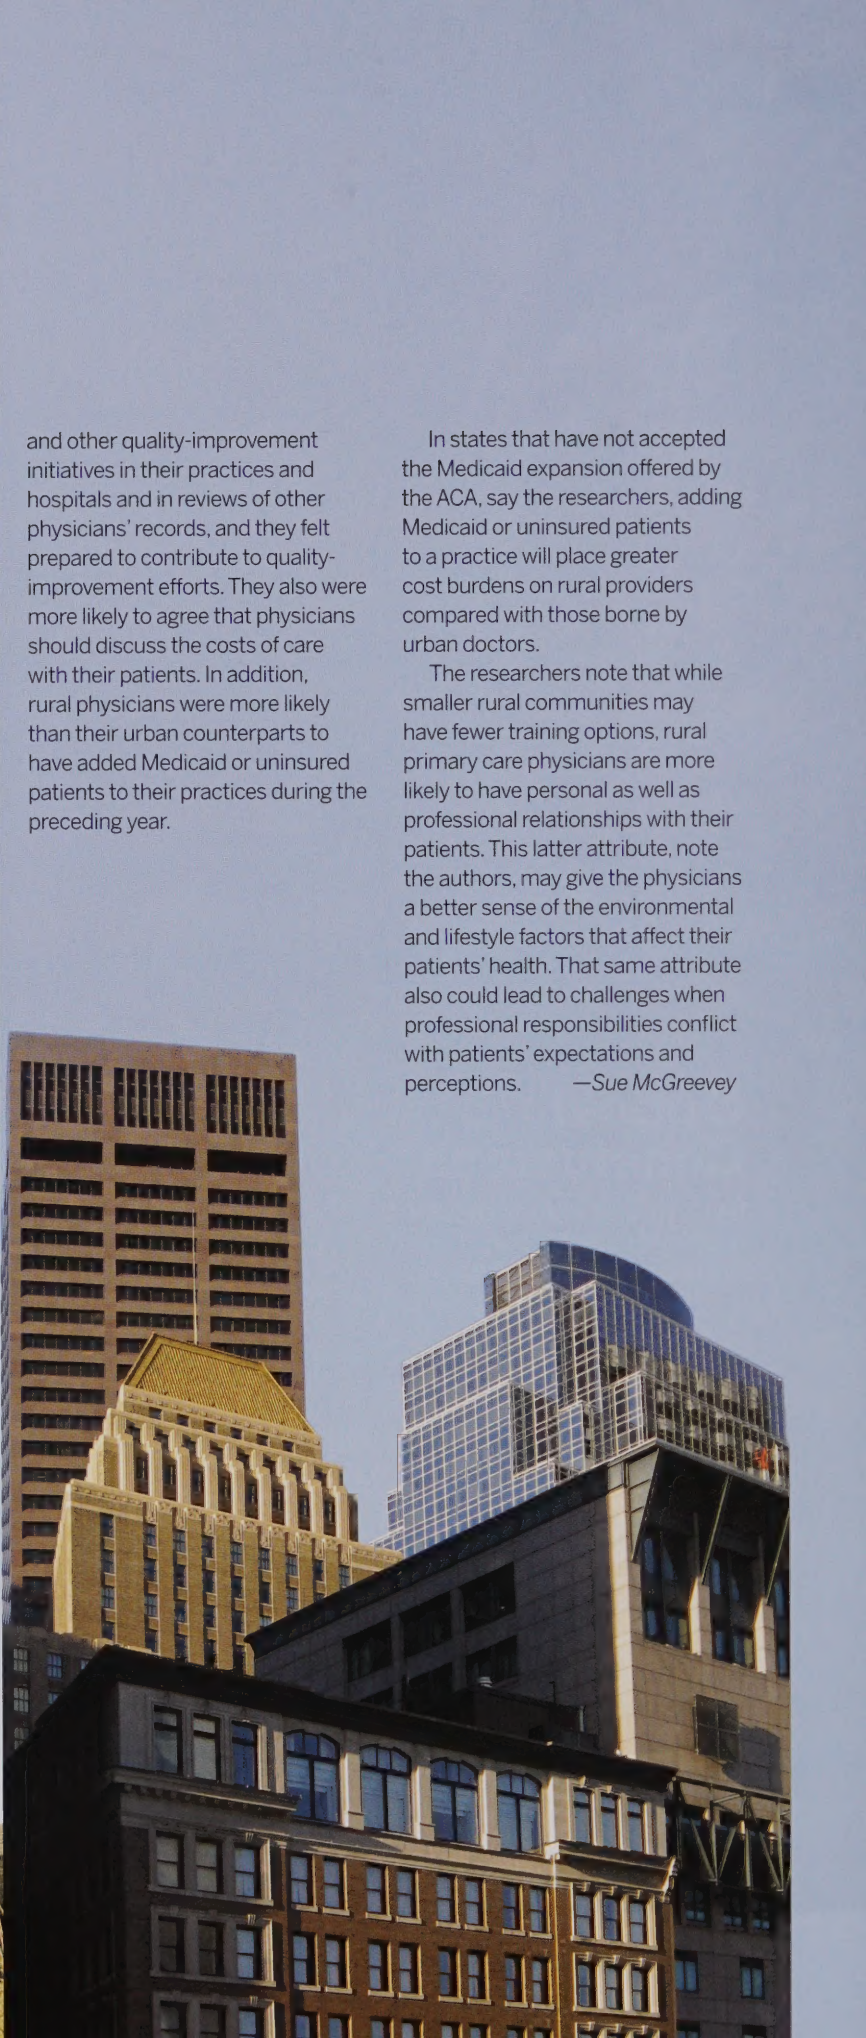 and other quality-improvement
initiatives in their practices and
hospitals and in reviews of other
physicians' records, and they felt
prepared to contribute to quality-
improvement efforts. They also were
more likely to agree that physicians
should discuss the costs of care
with their patients. In addition,
rural physicians were more likely
than their urban counterparts to
have added Medicaid or uninsured
patients to their practices during the
preceding year.
In states that have not accepted
the Medicaid expansion offered by
the ACA, say the researchers, adding
Medicaid or uninsured patients
to a practice will place greater
cost burdens on rural providers
compared with those borne by
urban doctors.
The researchers note that while
smaller rural communities may
have fewer training options, rural
primary care physicians are more
likely to have personal as well as
professional relationships with their
patients. This latter attribute, note
the authors, may give the physicians
a better sense of the environmental
and lifestyle factors that affect their
patients' health. That same attribute
also could lead to challenges when
professional responsibilities conflict
with patients' expectations and
perceptions. —Sue McGreevey